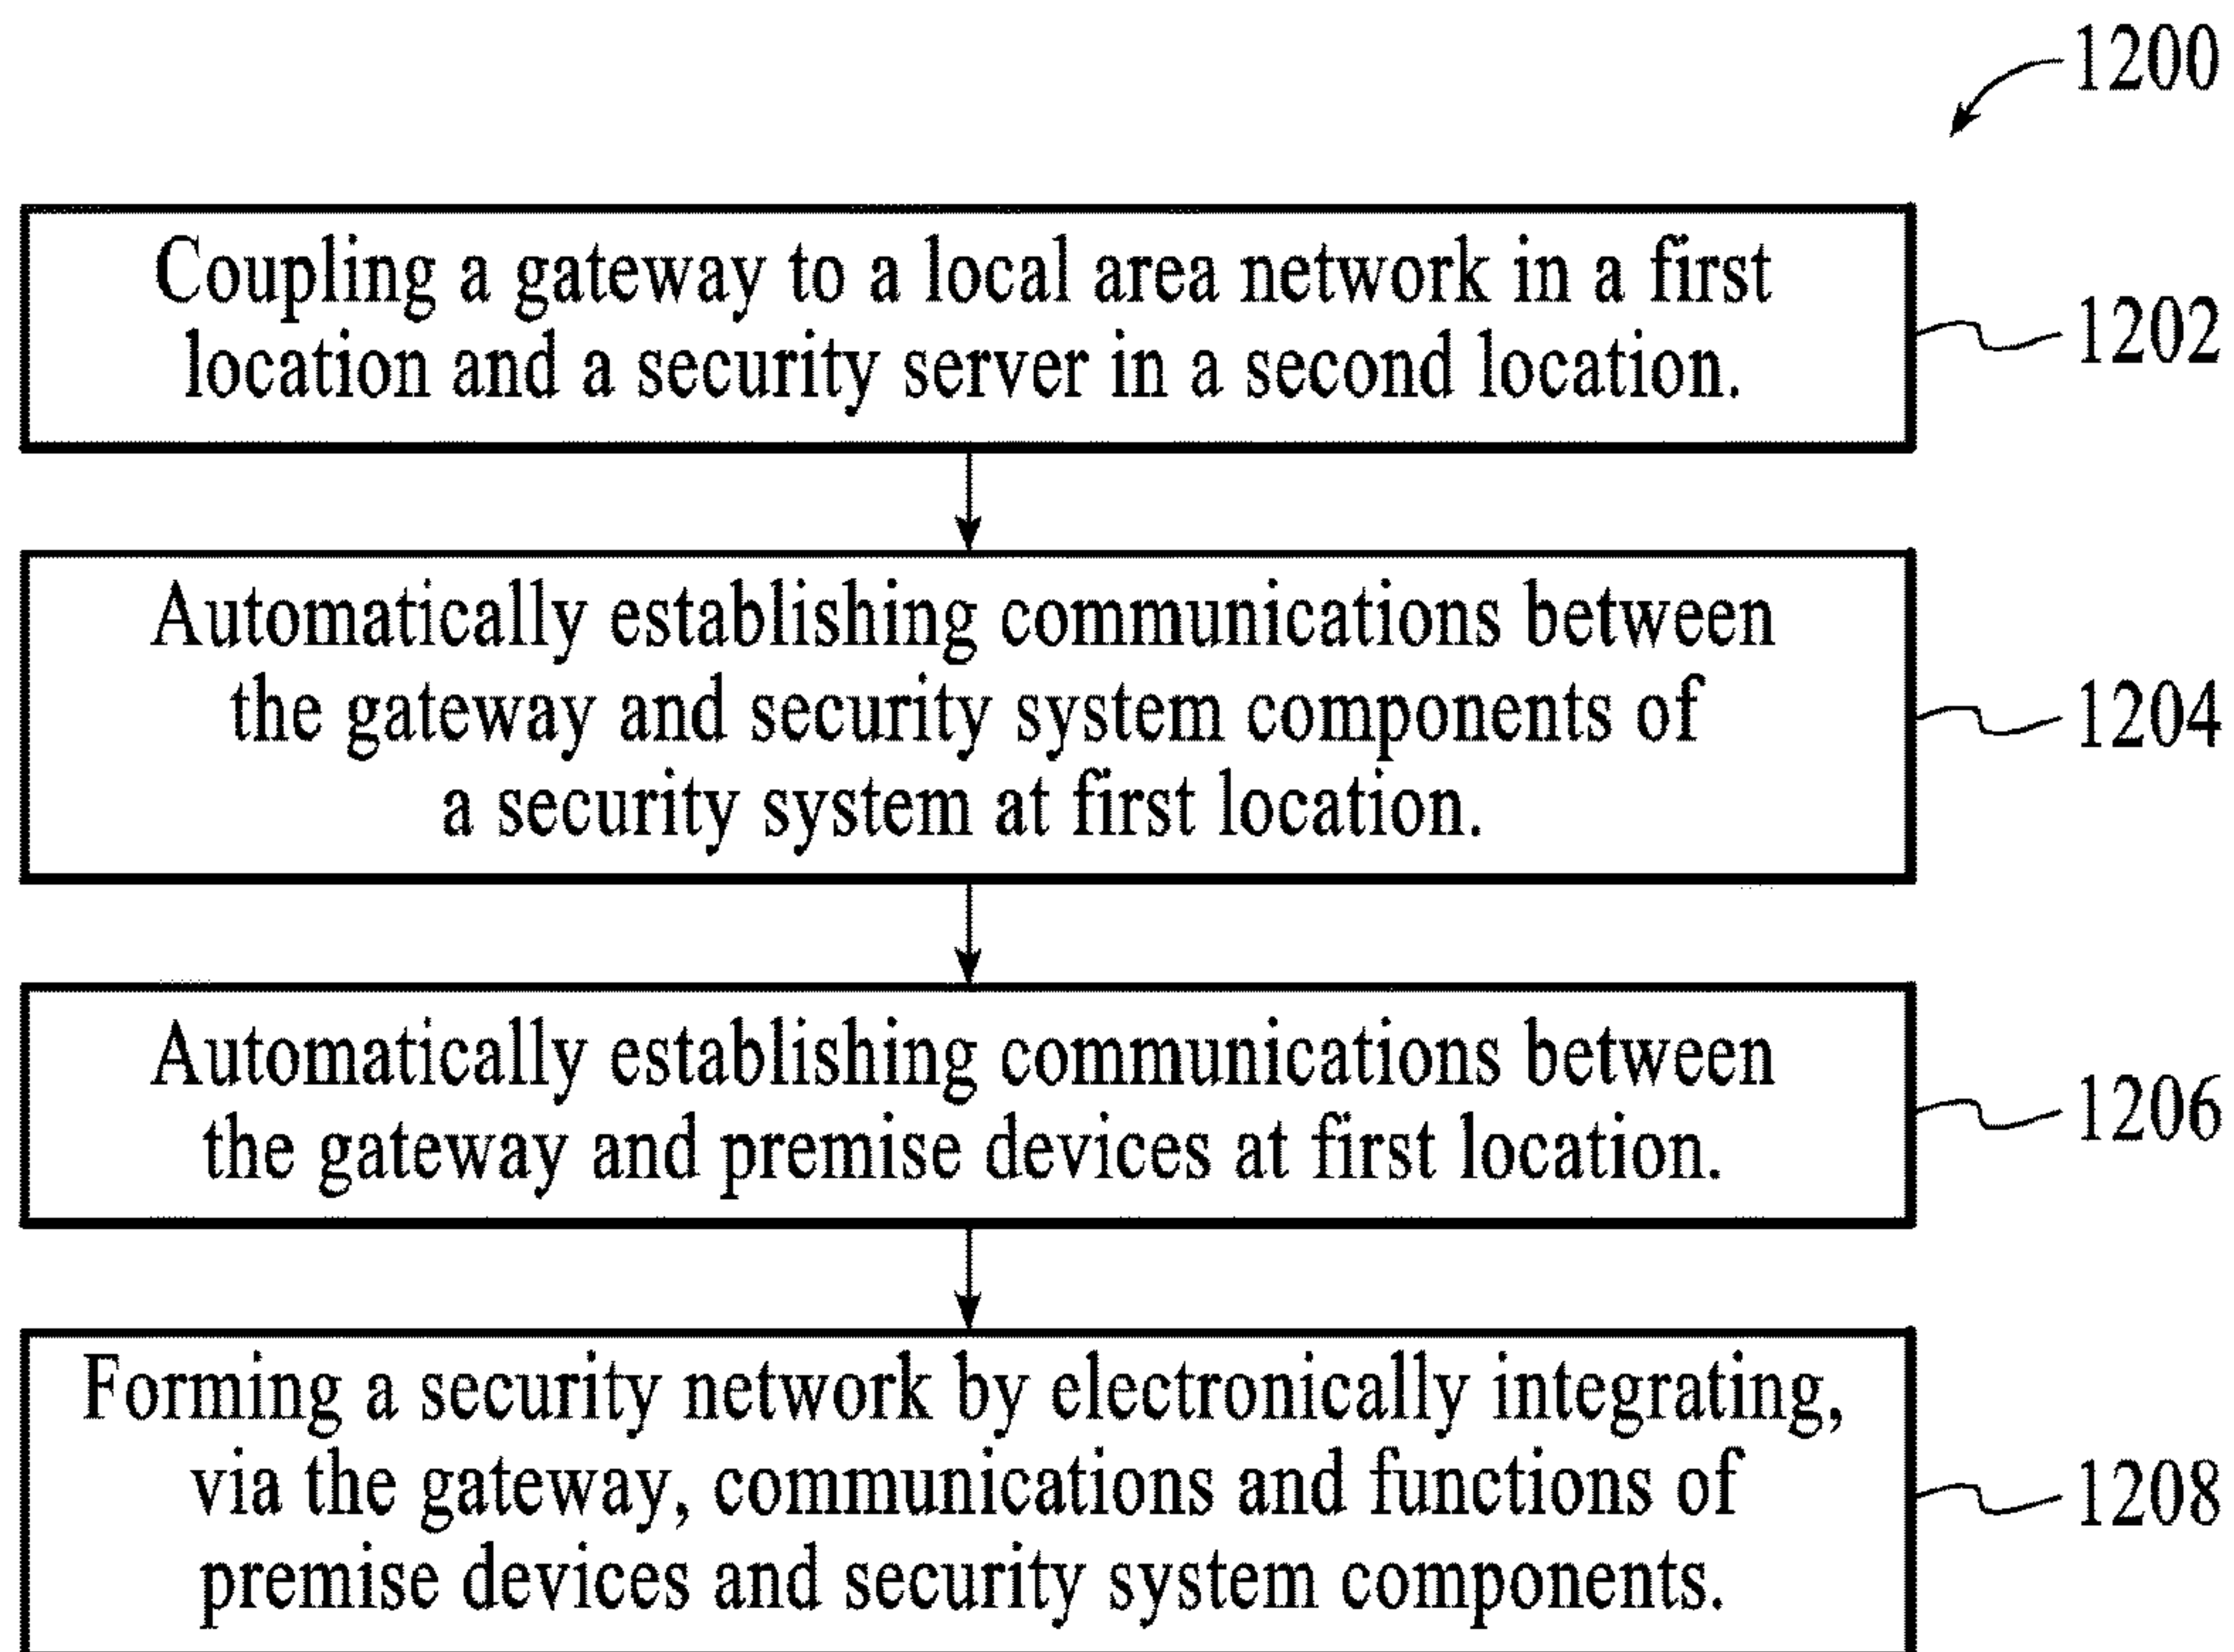 1200
Coupling a gateway to a local area network in a first
location and a security server in a second location.
1202
Automatically establishing communications between
the gateway and security system components of
a security system at first location.
1204
Automatically establishing communications between
the gateway and premise devices at first location.
1206
Forming a security network by electronically integrating,
via the gateway, communications and functions of
premise devices and security system components.
1208